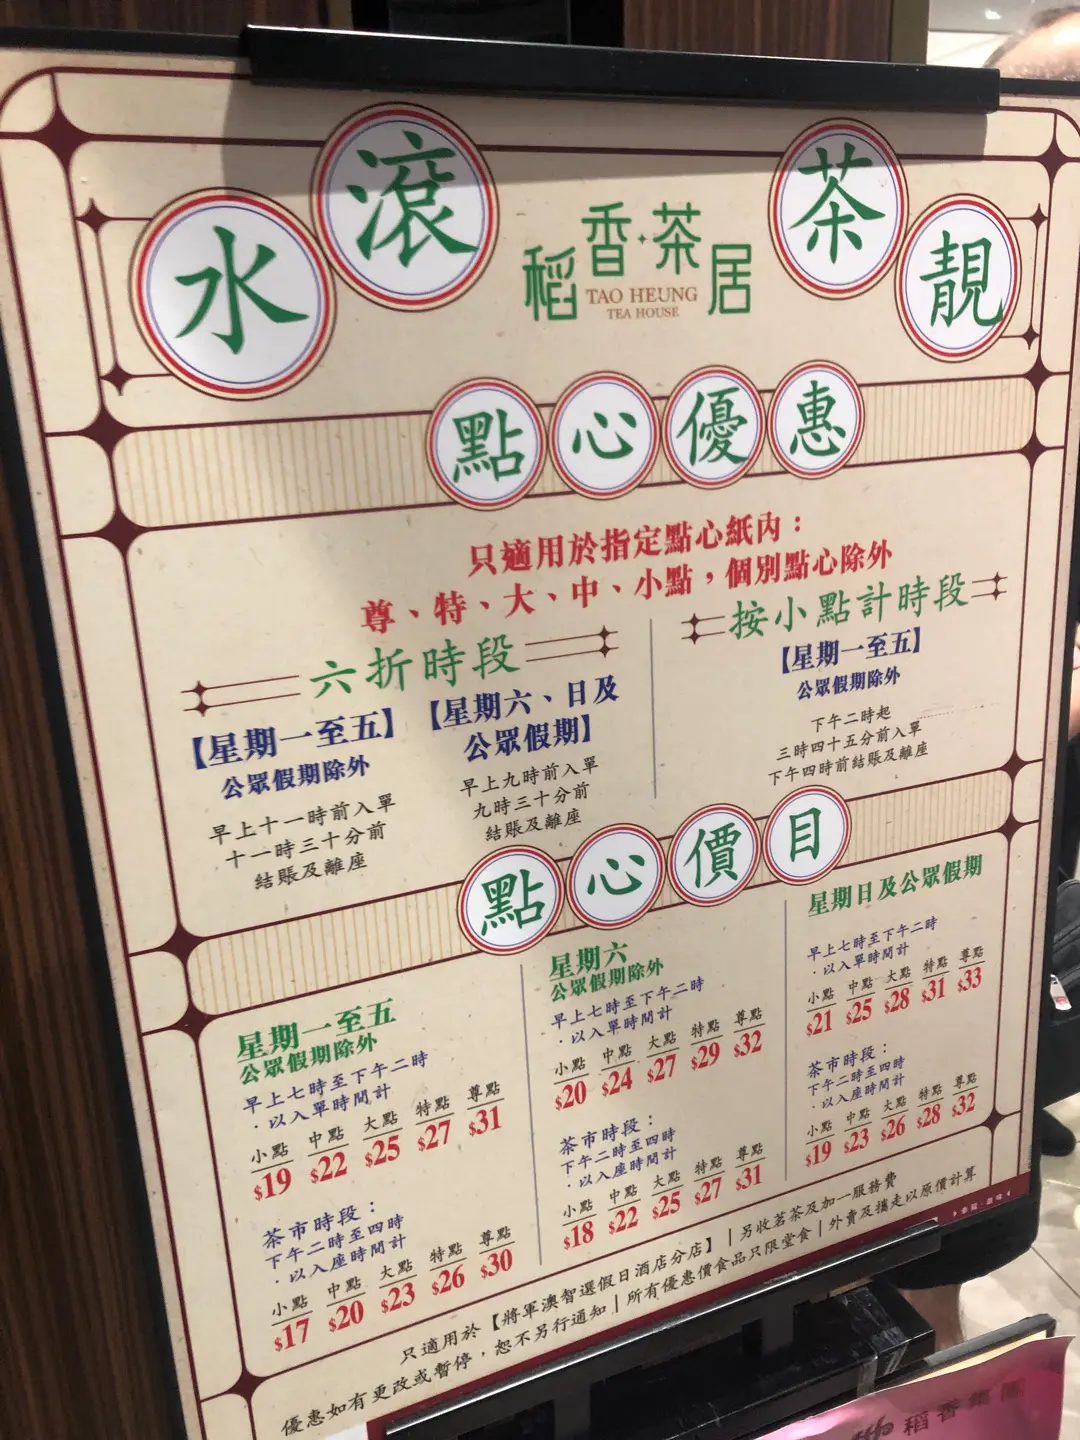 水滾茶靚
稻香·茶居
TAO HEUNG
TEA HOUSE
點心優惠
只適用於指定點心紙內：
尊、特、大、中、小點，個別點心除外
六折時段
【星期一至五】
公眾假期除外
早上十一時前入單
十一時三十分前
結賬及離座
【星期六、日及
公眾假期】
早上九時前入單
九時三十分前
結賬及離座
按小點計時段
【星期一至五】
公眾假期除外
下午二時起
三時四十五分前入單
下午四時前結賬及離座
點心價目
星期一至五
公眾假期除外
早上七時至下午二時
·以入單時間計
小點 中點 大點 特點 尊點
$19 $22 $25 $27 $31
茶市時段：
下午二時至四時
·以入座時間計
小點 中點 大點 特點 尊點
$17 $20 $23 $26 $30
星期六
公眾假期除外
早上七時至下午二時
·以入單時間計
小點 中點 大點 特點 尊點
$20 $24 $27 $29 $32
茶市時段：
下午二時至四時
·以入座時間計
小點 中點 大點 特點 尊點
$18 $22 $25 $27 $31
星期日及公眾假期
早上七時至下午二時
·以入單時間計
小點 中點 大點 特點 尊點
$21 $25 $28 $31 $33
茶市時段：
下午二時至四時
·以入座時間計
小點 中點 大點 特點 尊點
$19 $23 $26 $28 $32
只適用於【將軍澳智選假日酒店分店】｜另收茗茶及加一服務費
優惠如有更改或暫停，恕不另行通知｜所有優惠價食品只限堂食｜外賣及攜走以原價計算
稻香集團